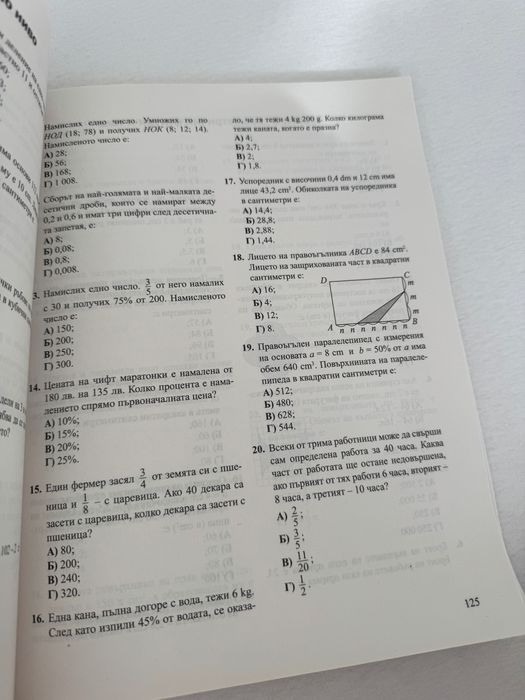 Намислих едно число. Умножих го по
НОД (18; 78) и получих НОК (8; 12; 14).
Намисленото число е:
А) 28;
Б) 56;
В) 168;
Г) 1 008.
Сборът на най-голямата и най-малката де-
сетични дроби, които се намират между
0,2 и 0,6 и имат три цифри след десетична-
та запетая, е:
А) 8;
Б) 0,08;
В) 0,8;
Г) 0,008.
3. Намислих едно число. 3/5 от него намалих
с 30 и получих 75% от 200. Намисленото
число е:
А) 150;
Б) 200;
В) 250;
Г) 300.
14. Цената на чифт маратонки е намалена от
180 лв. на 135 лв. Колко процента е нама-
лението спрямо първоначалната цена?
А) 10%;
Б) 15%;
В) 20%;
Г) 25%.
15. Един фермер засял 3/4 от земята си с пше-
ница и 1/8 – с царевица. Ако 40 декара са
засети с царевица, колко декара са засети с
пшеница?
А) 80;
Б) 200;
В) 240;
Г) 320.
16. Една кана, пълна догоре с вода, тежи 6 kg.
След като изпили 45% от водата, се оказа-
ло, че тя тежи 4 kg 200 g. Колко килограма
тежи каната, когато е празна?
А) 4;
Б) 2,7;
В) 2;
Г) 1,8.
17. Успоредник с височини 0,4 dm и 12 cm има
лице 43,2 cm². Обиколката на успоредника
в сантиметри е:
А) 14,4;
Б) 28,8;
В) 2,88;
Г) 1,44.
18. Лицето на правоъгълника ABCD е 84 cm².
Лицето на защрихованата част в квадратни
сантиметри е:
А) 16;
Б) 4;
В) 12;
Г) 8.
D C
m
m
m
A n n n n n n n B
19. Правоъгълен паралелепипед с измерения
на основата a = 8 cm и b = 50% от a има
обем 640 cm³. Повърхнината на паралеле-
пипеда в квадратни сантиметри е:
А) 512;
Б) 480;
В) 628;
Г) 544.
20. Всеки от трима работници може да свърши
сам определена работа за 40 часа. Каква
част от работата ще остане недовършена,
ако първият от тях работи 6 часа, вторият –
8 часа, а третият – 10 часа?
А) 2/5;
Б) 3/5;
В) 11/20;
Г) 1/2.
125